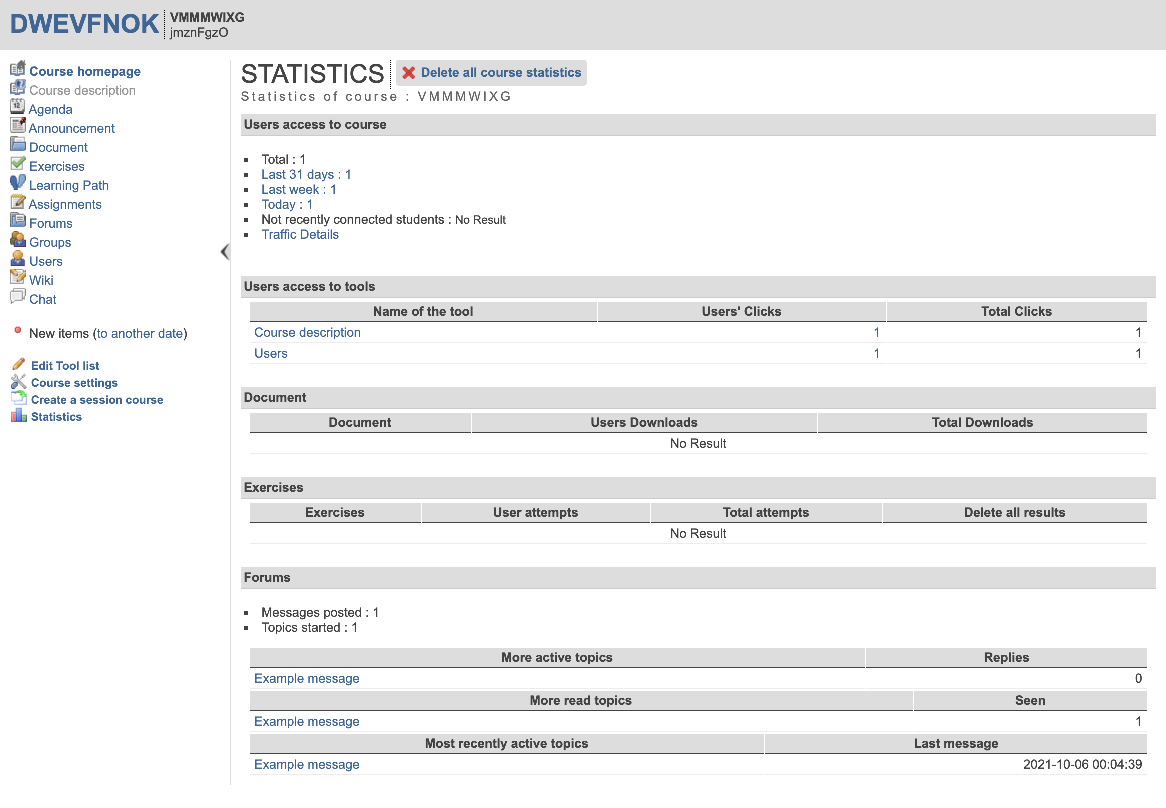 DWEVFNOK
VMMMWIXG
jmznFgzO
Course homepage
Course description
Agenda
Announcement
Document
Exercises
Learning Path
Assignments
Forums
Groups
Users
Wiki
Chat
New items (to another date)
Edit Tool list
Course settings
Create a session course
Statistics
STATISTICS
Delete all course statistics
Statistics of course : VMMMWIXG
Users access to course
Total : 1
Last 31 days : 1
Last week : 1
Today : 1
Not recently connected students : No Result
Traffic Details
Users access to tools
Name of the tool Users' Clicks Total Clicks
Course description 1 1
Users 1 1
Document
Document Users Downloads Total Downloads
No Result
Exercises
Exercises User attempts Total attempts Delete all results
No Result
Forums
Messages posted : 1
Topics started : 1
More active topics Replies
Example message 0
More read topics Seen
Example message 1
Most recently active topics Last message
Example message 2021-10-06 00:04:39